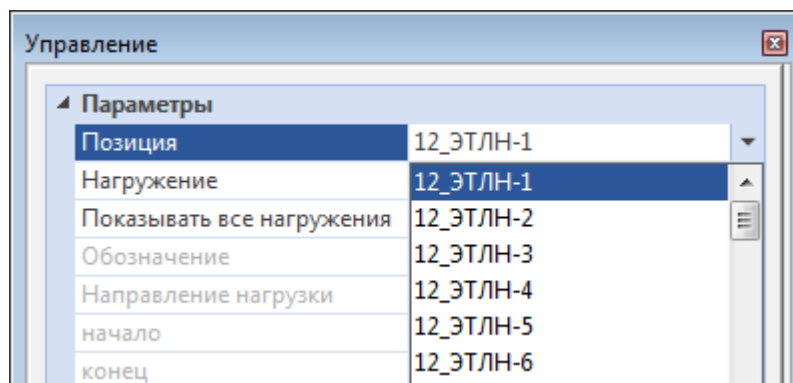 Управление
Параметры
Позиция 12_ЭТЛН-1
Нагружение 12_ЭТЛН-1
Показывать все нагружения 12_ЭТЛН-2
Обозначение 12_ЭТЛН-3
Направление нагрузки 12_ЭТЛН-4
начало 12_ЭТЛН-5
конец 12_ЭТЛН-6